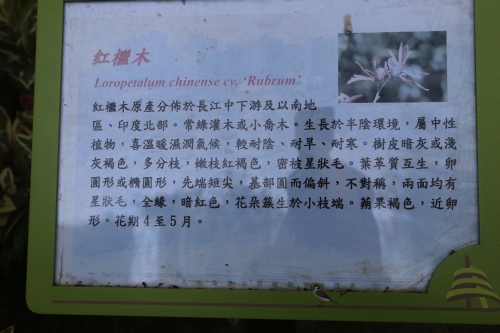 红檵木
Loropetalum chinense cv. ‘Rubrum’
紅檵木原產分佈於長江中下游及以南地
區、印度北部。常綠灌木或小喬木。生長於半陰環境，屬中性
植物，喜溫暖濕潤氣候，較耐陰、耐旱、耐寒。樹皮暗灰或淺
灰褐色，多分枝，嫩枝紅褐色，密被星狀毛。葉革質互生，卵
圓形或橢圓形，先端短尖，基部圓而偏斜，不對稱，兩面均有
星狀毛，全緣，暗紅色，花朵簇生於小枝端。蒴果褐色，近卵
形。花期4至5月。